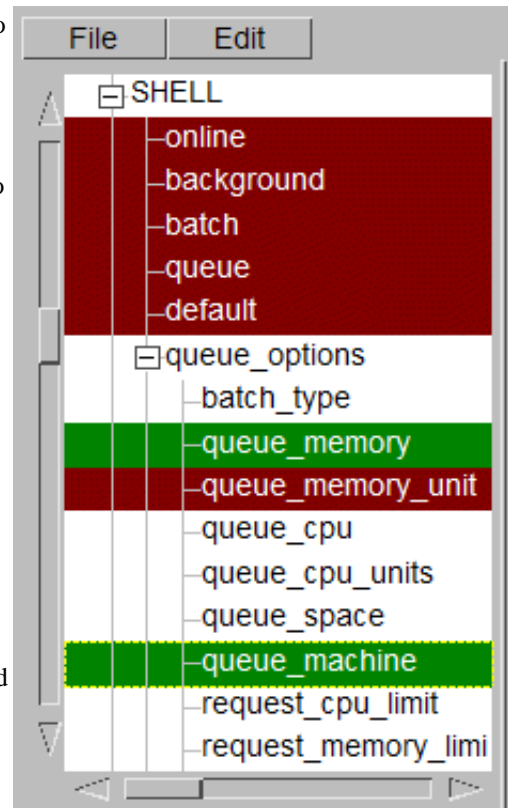 File Edit
SHELL
online
background
batch
queue
default
queue_options
batch_type
queue_memory
queue_memory_unit
queue_cpu
queue_cpu_units
queue_space
queue_machine
request_cpu_limit
request_memory_limi